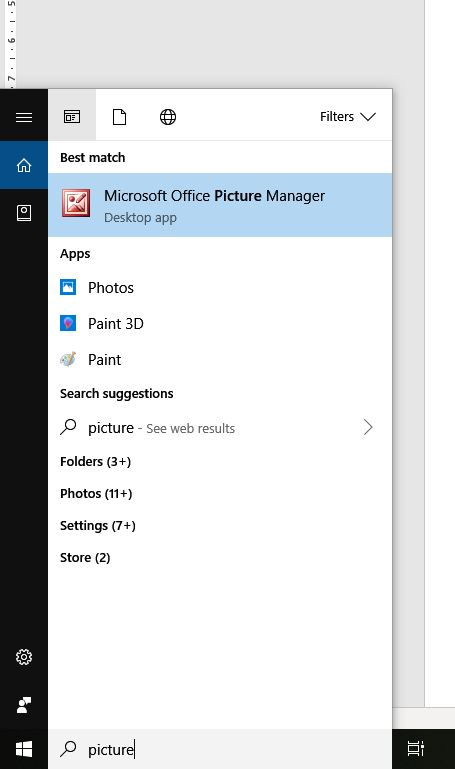 5
6
7
Filters
Best match
Microsoft Office Picture Manager
Desktop app
Apps
Photos
Paint 3D
Paint
Search suggestions
picture - See web results
Folders (3+)
Photos (11+)
Settings (7+)
Store (2)
picture